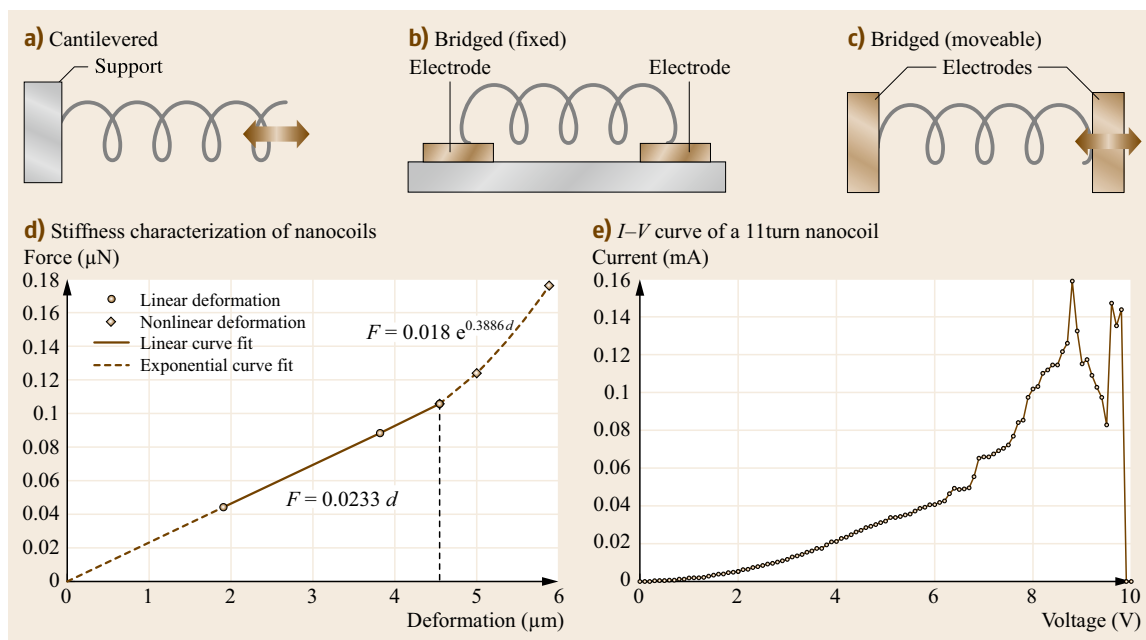 a) Cantilevered
Support
b) Bridged (fixed)
Electrode Electrode
c) Bridged (moveable)
Electrodes
d) Stiffness characterization of nanocoils
Force (µN)
0.18
0.16
0.14
0.12
0.1
0.08
0.06
0.04
0.02
0
Linear deformation
Nonlinear deformation
Linear curve fit
Exponential curve fit
F = 0.018 e^0.3886d
F = 0.0233 d
0 1 2 3 4 5 6
Deformation (µm)
e) I–V curve of a 11turn nanocoil
Current (mA)
0.16
0.14
0.12
0.1
0.08
0.06
0.04
0.02
0
0 2 4 6 8 10
Voltage (V)